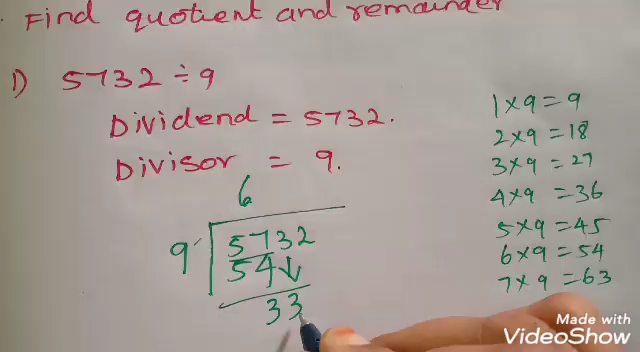 Find quotient and remainder
1) 5732 ÷ 9
Dividend = 5732.
Divisor = 9.
6
9 5732
54
33
1 × 9 = 9
2 × 9 = 18
3 × 9 = 27
4 × 9 = 36
5 × 9 = 45
6 × 9 = 54
7 × 9 = 63
Made with
VideoShow